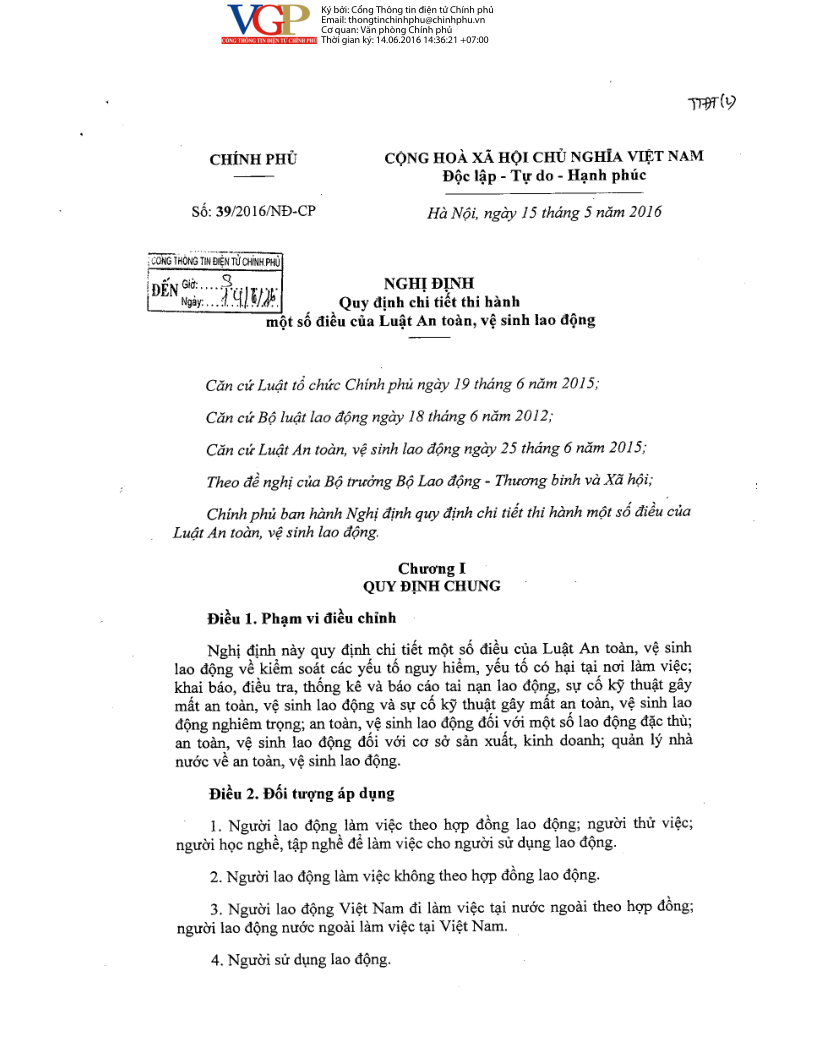 VGP
CỔNG THÔNG TIN ĐIỆN TỬ CHÍNH PHỦ
Ký bởi: Cổng Thông tin điện tử Chính phủ
Email: thongtinchinhphu@chinhphu.vn
Cơ quan: Văn phòng Chính phủ
Thời gian ký: 14.06.2016 14:36:21 +07:00
TTĐT(2)
CHÍNH PHỦ
CỘNG HOÀ XÃ HỘI CHỦ NGHĨA VIỆT NAM
Độc lập - Tự do - Hạnh phúc
Số: 39/2016/NĐ-CP
Hà Nội, ngày 15 tháng 5 năm 2016
CỔNG THÔNG TIN ĐIỆN TỬ CHÍNH PHỦ
ĐẾN Giờ:
Ngày:
NGHỊ ĐỊNH
Quy định chi tiết thi hành
một số điều của Luật An toàn, vệ sinh lao động
Căn cứ Luật tổ chức Chính phủ ngày 19 tháng 6 năm 2015;
Căn cứ Bộ luật lao động ngày 18 tháng 6 năm 2012;
Căn cứ Luật An toàn, vệ sinh lao động ngày 25 tháng 6 năm 2015;
Theo đề nghị của Bộ trưởng Bộ Lao động - Thương binh và Xã hội;
Chính phủ ban hành Nghị định quy định chi tiết thi hành một số điều của
Luật An toàn, vệ sinh lao động.
Chương I
QUY ĐỊNH CHUNG
Điều 1. Phạm vi điều chỉnh
Nghị định này quy định chi tiết một số điều của Luật An toàn, vệ sinh
lao động về kiểm soát các yếu tố nguy hiểm, yếu tố có hại tại nơi làm việc;
khai báo, điều tra, thống kê và báo cáo tai nạn lao động, sự cố kỹ thuật gây
mất an toàn, vệ sinh lao động và sự cố kỹ thuật gây mất an toàn, vệ sinh lao
động nghiêm trọng; an toàn, vệ sinh lao động đối với một số lao động đặc thù;
an toàn, vệ sinh lao động đối với cơ sở sản xuất, kinh doanh; quản lý nhà
nước về an toàn, vệ sinh lao động.
Điều 2. Đối tượng áp dụng
1. Người lao động làm việc theo hợp đồng lao động; người thử việc;
người học nghề, tập nghề để làm việc cho người sử dụng lao động.
2. Người lao động làm việc không theo hợp đồng lao động.
3. Người lao động Việt Nam đi làm việc tại nước ngoài theo hợp đồng;
người lao động nước ngoài làm việc tại Việt Nam.
4. Người sử dụng lao động.